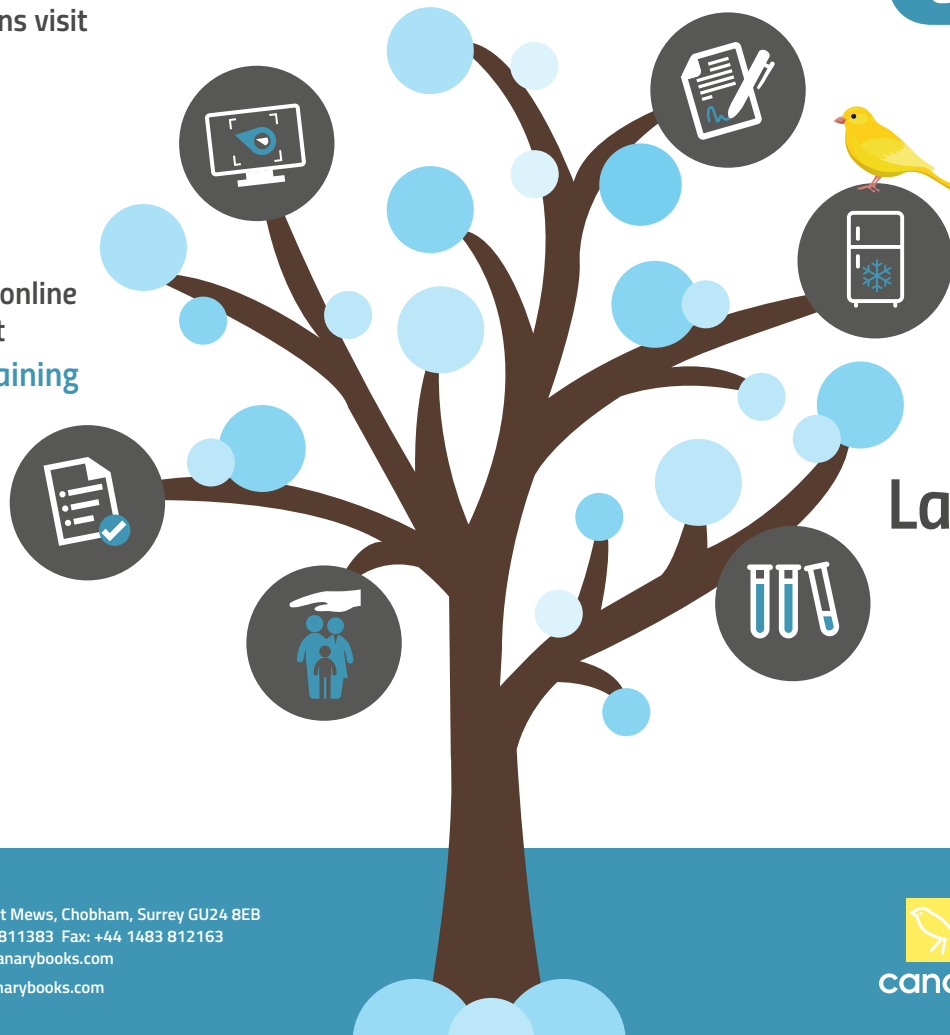 ns visit
online
t
aining
La
t Mews, Chobham, Surrey GU24 8EB
811383 Fax: +44 1483 812163
anarybooks.com
narybooks.com